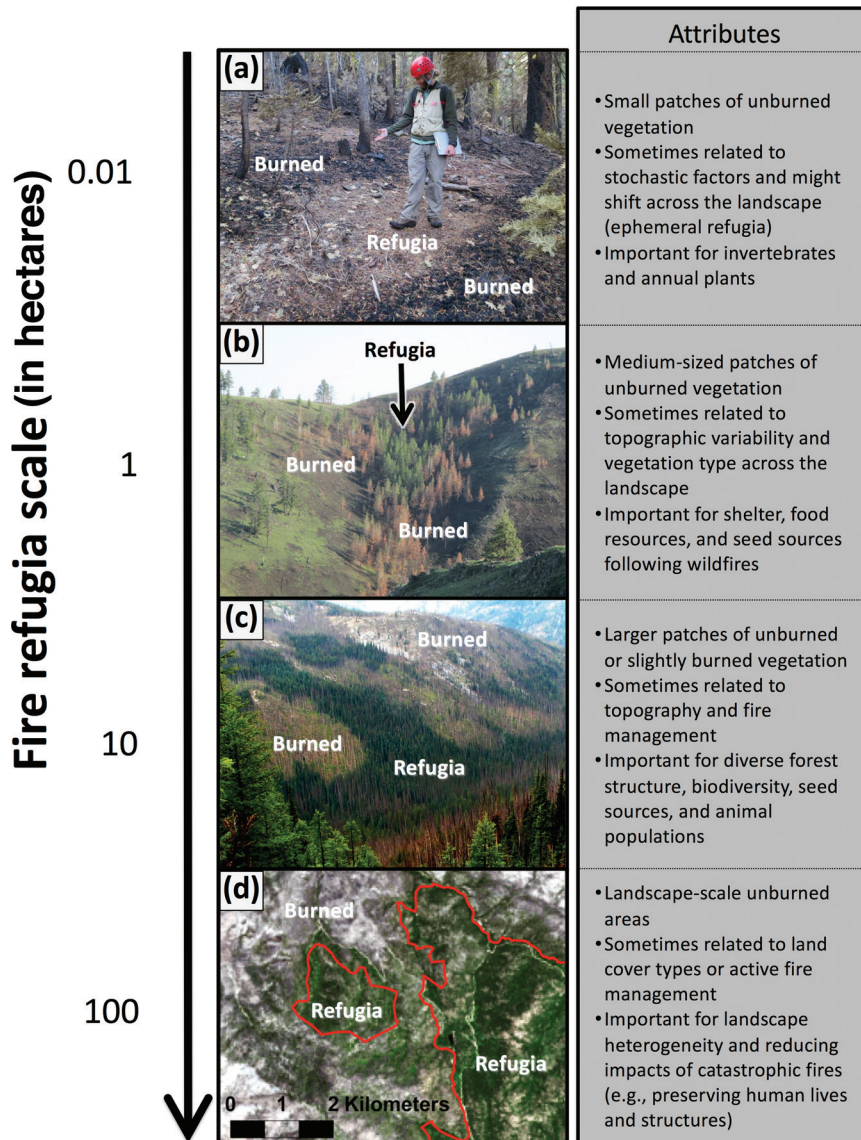 Fire refugia scale (in hectares)
0.01
1
10
100
(a)
Burned
Refugia
Burned
(b)
Refugia
Burned
Burned
(c)
Burned
Burned
Refugia
(d)
Burned
Refugia
Refugia
0 1 2 Kilometers
Attributes
•Small patches of unburned
vegetation
•Sometimes related to
stochastic factors and might
shift across the landscape
(ephemeral refugia)
•Important for invertebrates
and annual plants
•Medium-sized patches of
unburned vegetation
•Sometimes related to
topographic variability and
vegetation type across the
landscape
•Important for shelter, food
resources, and seed sources
following wildfires
•Larger patches of unburned
or slightly burned vegetation
•Sometimes related to
topography and fire
management
•Important for diverse forest
structure, biodiversity, seed
sources, and animal
populations
•Landscape-scale unburned
areas
•Sometimes related to land
cover types or active fire
management
•Important for landscape
heterogeneity and reducing
impacts of catastrophic fires
(e.g., preserving human lives
and structures)